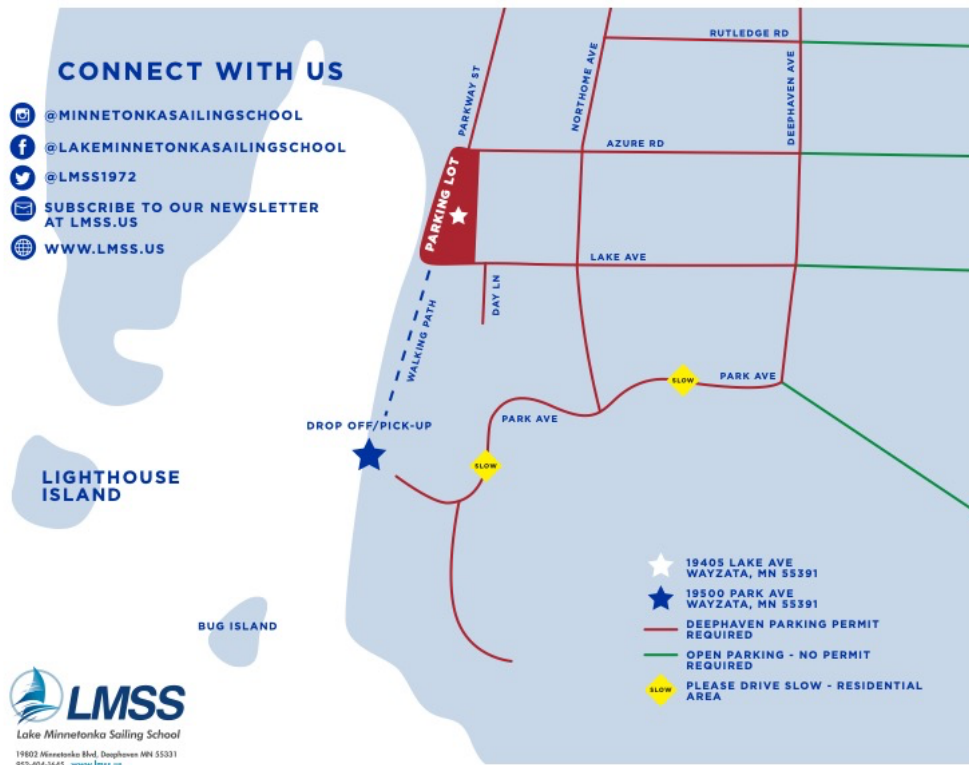 CONNECT WITH US
@MINNETONKASAILINGSCHOOL
@LAKEMINNETONKASAILINGSCHOOL
@LMSS1972
SUBSCRIBE TO OUR NEWSLETTER
AT LMSS.US
WWW.LMSS.US
RUTLEDGE RD
PARKWAY ST
NORTHOME AVE
DEEPHAVEN AVE
AZURE RD
PARKING LOT
LAKE AVE
DAY LN
WALKING PATH
SLOW
PARK AVE
PARK AVE
DROP OFF/PICK-UP
SLOW
LIGHTHOUSE
ISLAND
BUG ISLAND
19405 LAKE AVE
WAYZATA, MN 55391
19500 PARK AVE
WAYZATA, MN 55391
DEEPHAVEN PARKING PERMIT
REQUIRED
OPEN PARKING - NO PERMIT
REQUIRED
SLOW
PLEASE DRIVE SLOW - RESIDENTIAL
AREA
LMSS
Lake Minnetonka Sailing School
19802 Minnetonka Blvd, Deephaven MN 55331
www.lmss.us